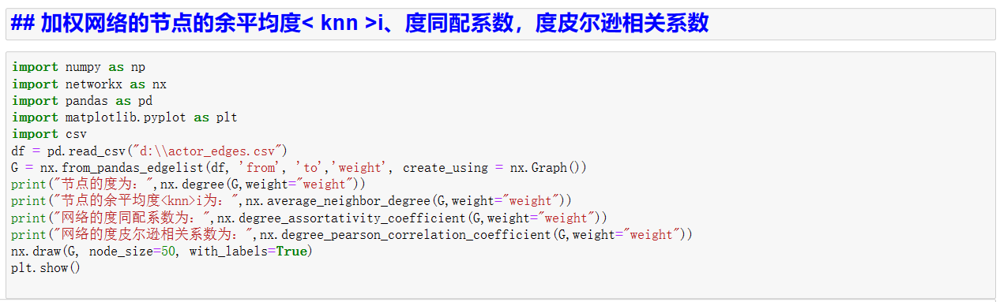 ## 加权网络的节点的余平均度< knn >i、度同配系数，度皮尔逊相关系数
import numpy as np
import networkx as nx
import pandas as pd
import matplotlib.pyplot as plt
import csv
df = pd.read_csv("d:\\actor_edges.csv")
G = nx.from_pandas_edgelist(df, 'from', 'to','weight', create_using = nx.Graph())
print("节点的度为：",nx.degree(G,weight="weight"))
print("节点的余平均度<knn>i为：",nx.average_neighbor_degree(G,weight="weight"))
print("网络的度同配系数为：",nx.degree_assortativity_coefficient(G,weight="weight"))
print("网络的度皮尔逊相关系数为：",nx.degree_pearson_correlation_coefficient(G,weight="weight"))
nx.draw(G, node_size=50, with_labels=True)
plt.show()